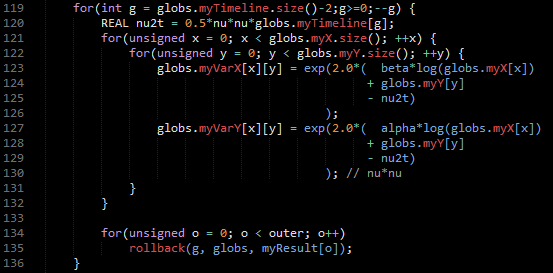 119 for(int g = globs.myTimeline.size()-2;g>=0;--g) {
120 REAL nu2t = 0.5*nu*nu*globs.myTimeline[g];
121 for(unsigned x = 0; x < globs.myX.size(); ++x) {
122 for(unsigned y = 0; y < globs.myY.size(); ++y) {
123 globs.myVarX[x][y] = exp(2.0*(  beta*log(globs.myX[x])
124 + globs.myY[y]
125 - nu2t)
126 );
127 globs.myVarY[x][y] = exp(2.0*(  alpha*log(globs.myX[x])
128 + globs.myY[y]
129 - nu2t)
130 ); // nu*nu
131 }
132 }
133
134 for(unsigned o = 0; o < outer; o++)
135 rollback(g, globs, myResult[o]);
136 }